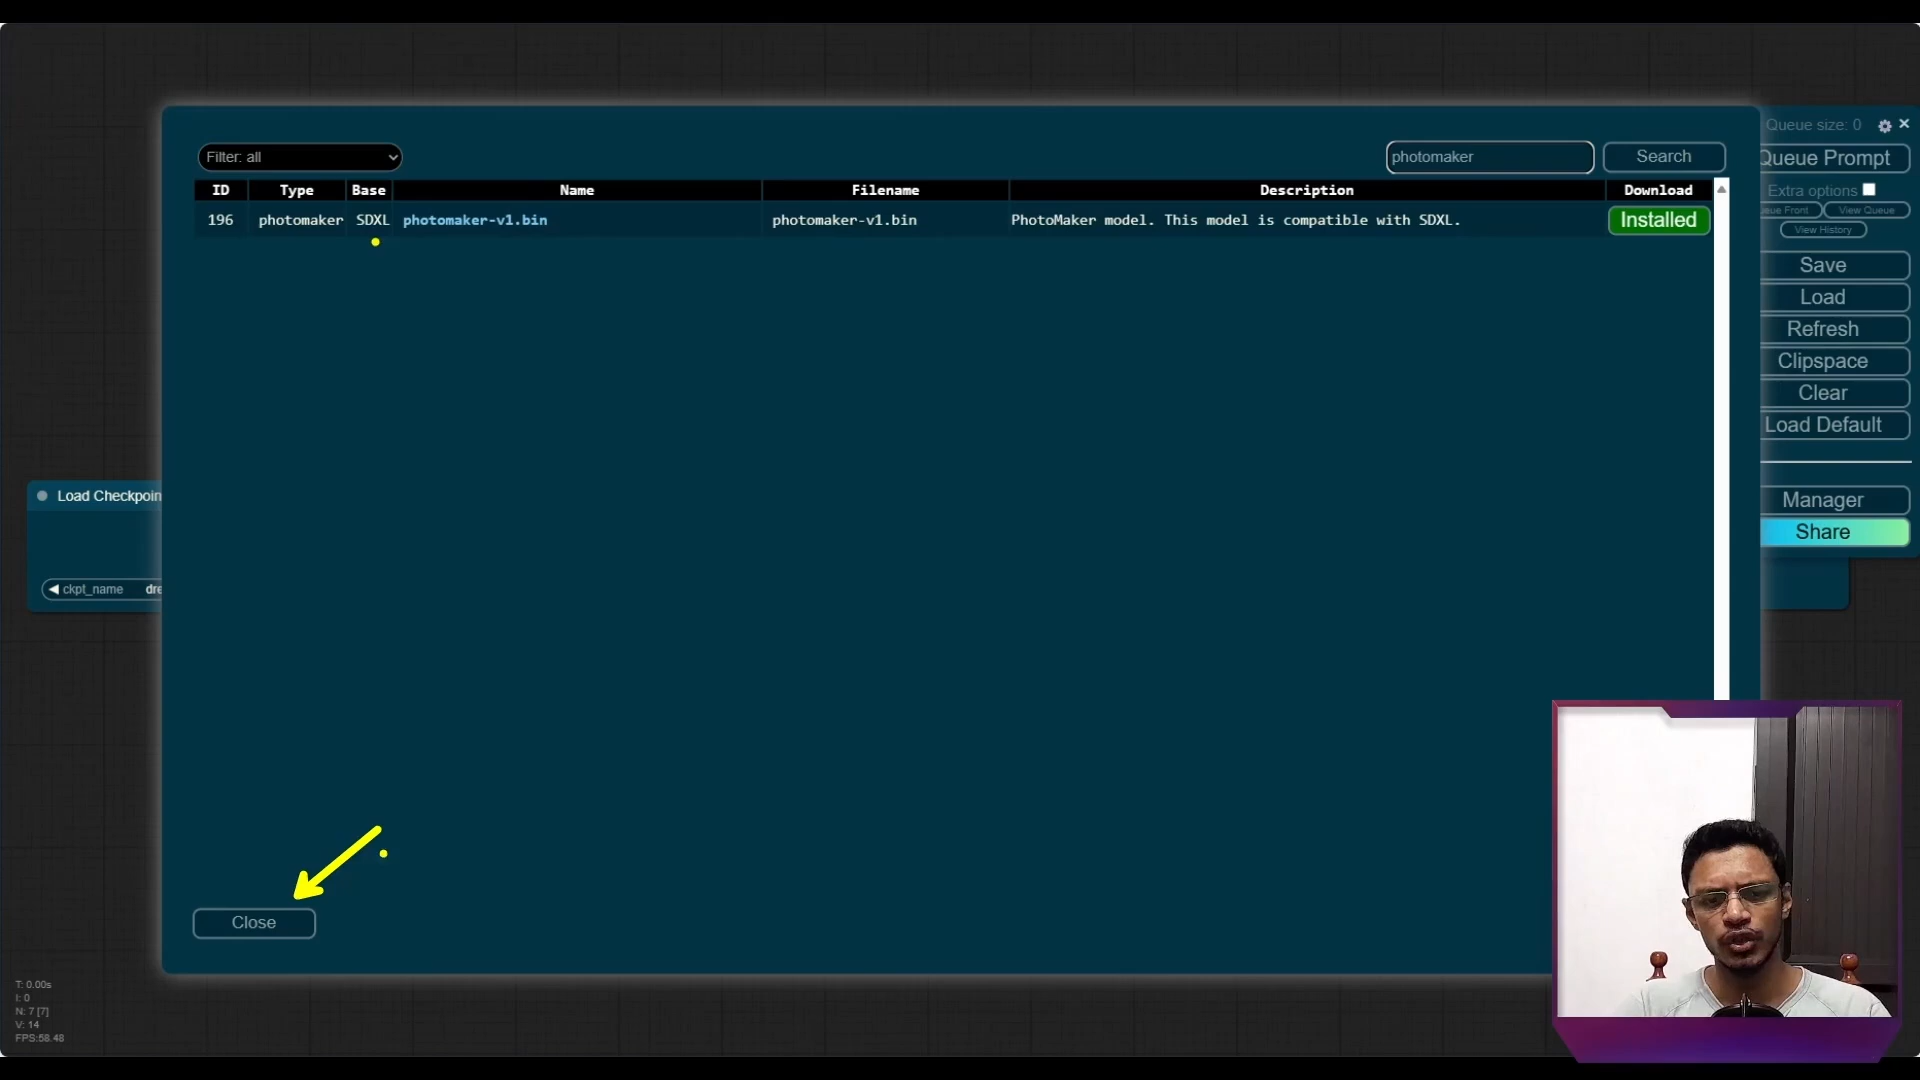 Filter: all
photomaker
Search
ID Type Base Name Filename Description Download
196 photomaker SDXL photomaker-v1.bin photomaker-v1.bin PhotoMaker model. This model is compatible with SDXL. Installed
Close
Queue size: 0
Queue Prompt
Extra options
ueue Front View Queue
View History
Save
Load
Refresh
Clipspace
Clear
Load Default
Manager
Share
Load Checkpoin
ckpt_name dre
T: 0.00s
I: 0
N: 7 [7]
V: 14
FPS:58.48